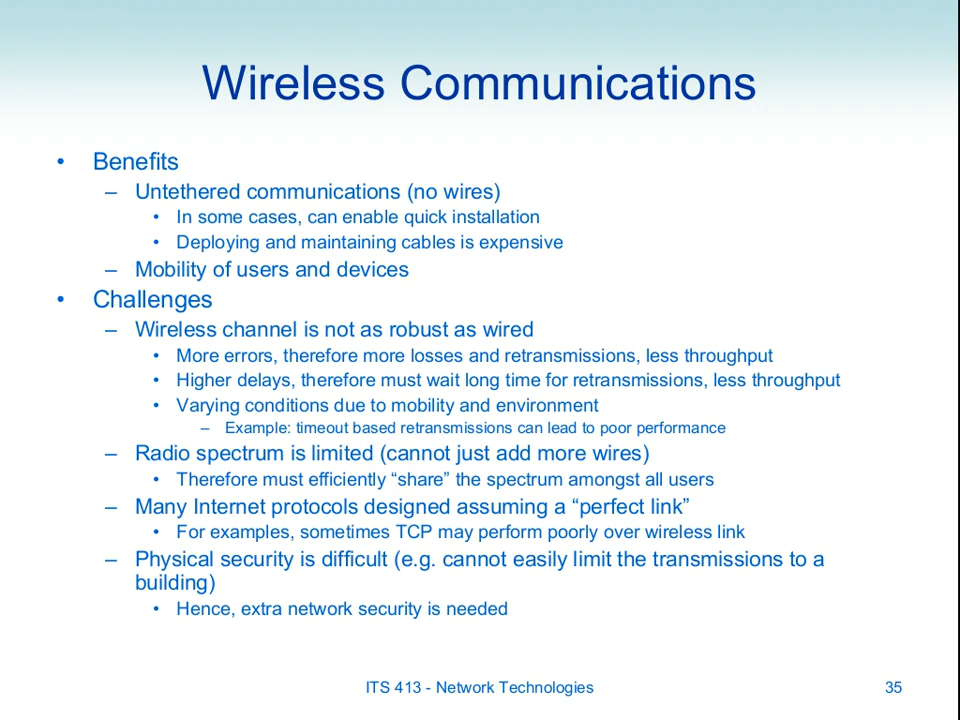 Wireless Communications
• Benefits
– Untethered communications (no wires)
• In some cases, can enable quick installation
• Deploying and maintaining cables is expensive
– Mobility of users and devices
• Challenges
– Wireless channel is not as robust as wired
• More errors, therefore more losses and retransmissions, less throughput
• Higher delays, therefore must wait long time for retransmissions, less throughput
• Varying conditions due to mobility and environment
– Example: timeout based retransmissions can lead to poor performance
– Radio spectrum is limited (cannot just add more wires)
• Therefore must efficiently “share” the spectrum amongst all users
– Many Internet protocols designed assuming a “perfect link”
• For examples, sometimes TCP may perform poorly over wireless link
– Physical security is difficult (e.g. cannot easily limit the transmissions to a
building)
• Hence, extra network security is needed
ITS 413 - Network Technologies
35